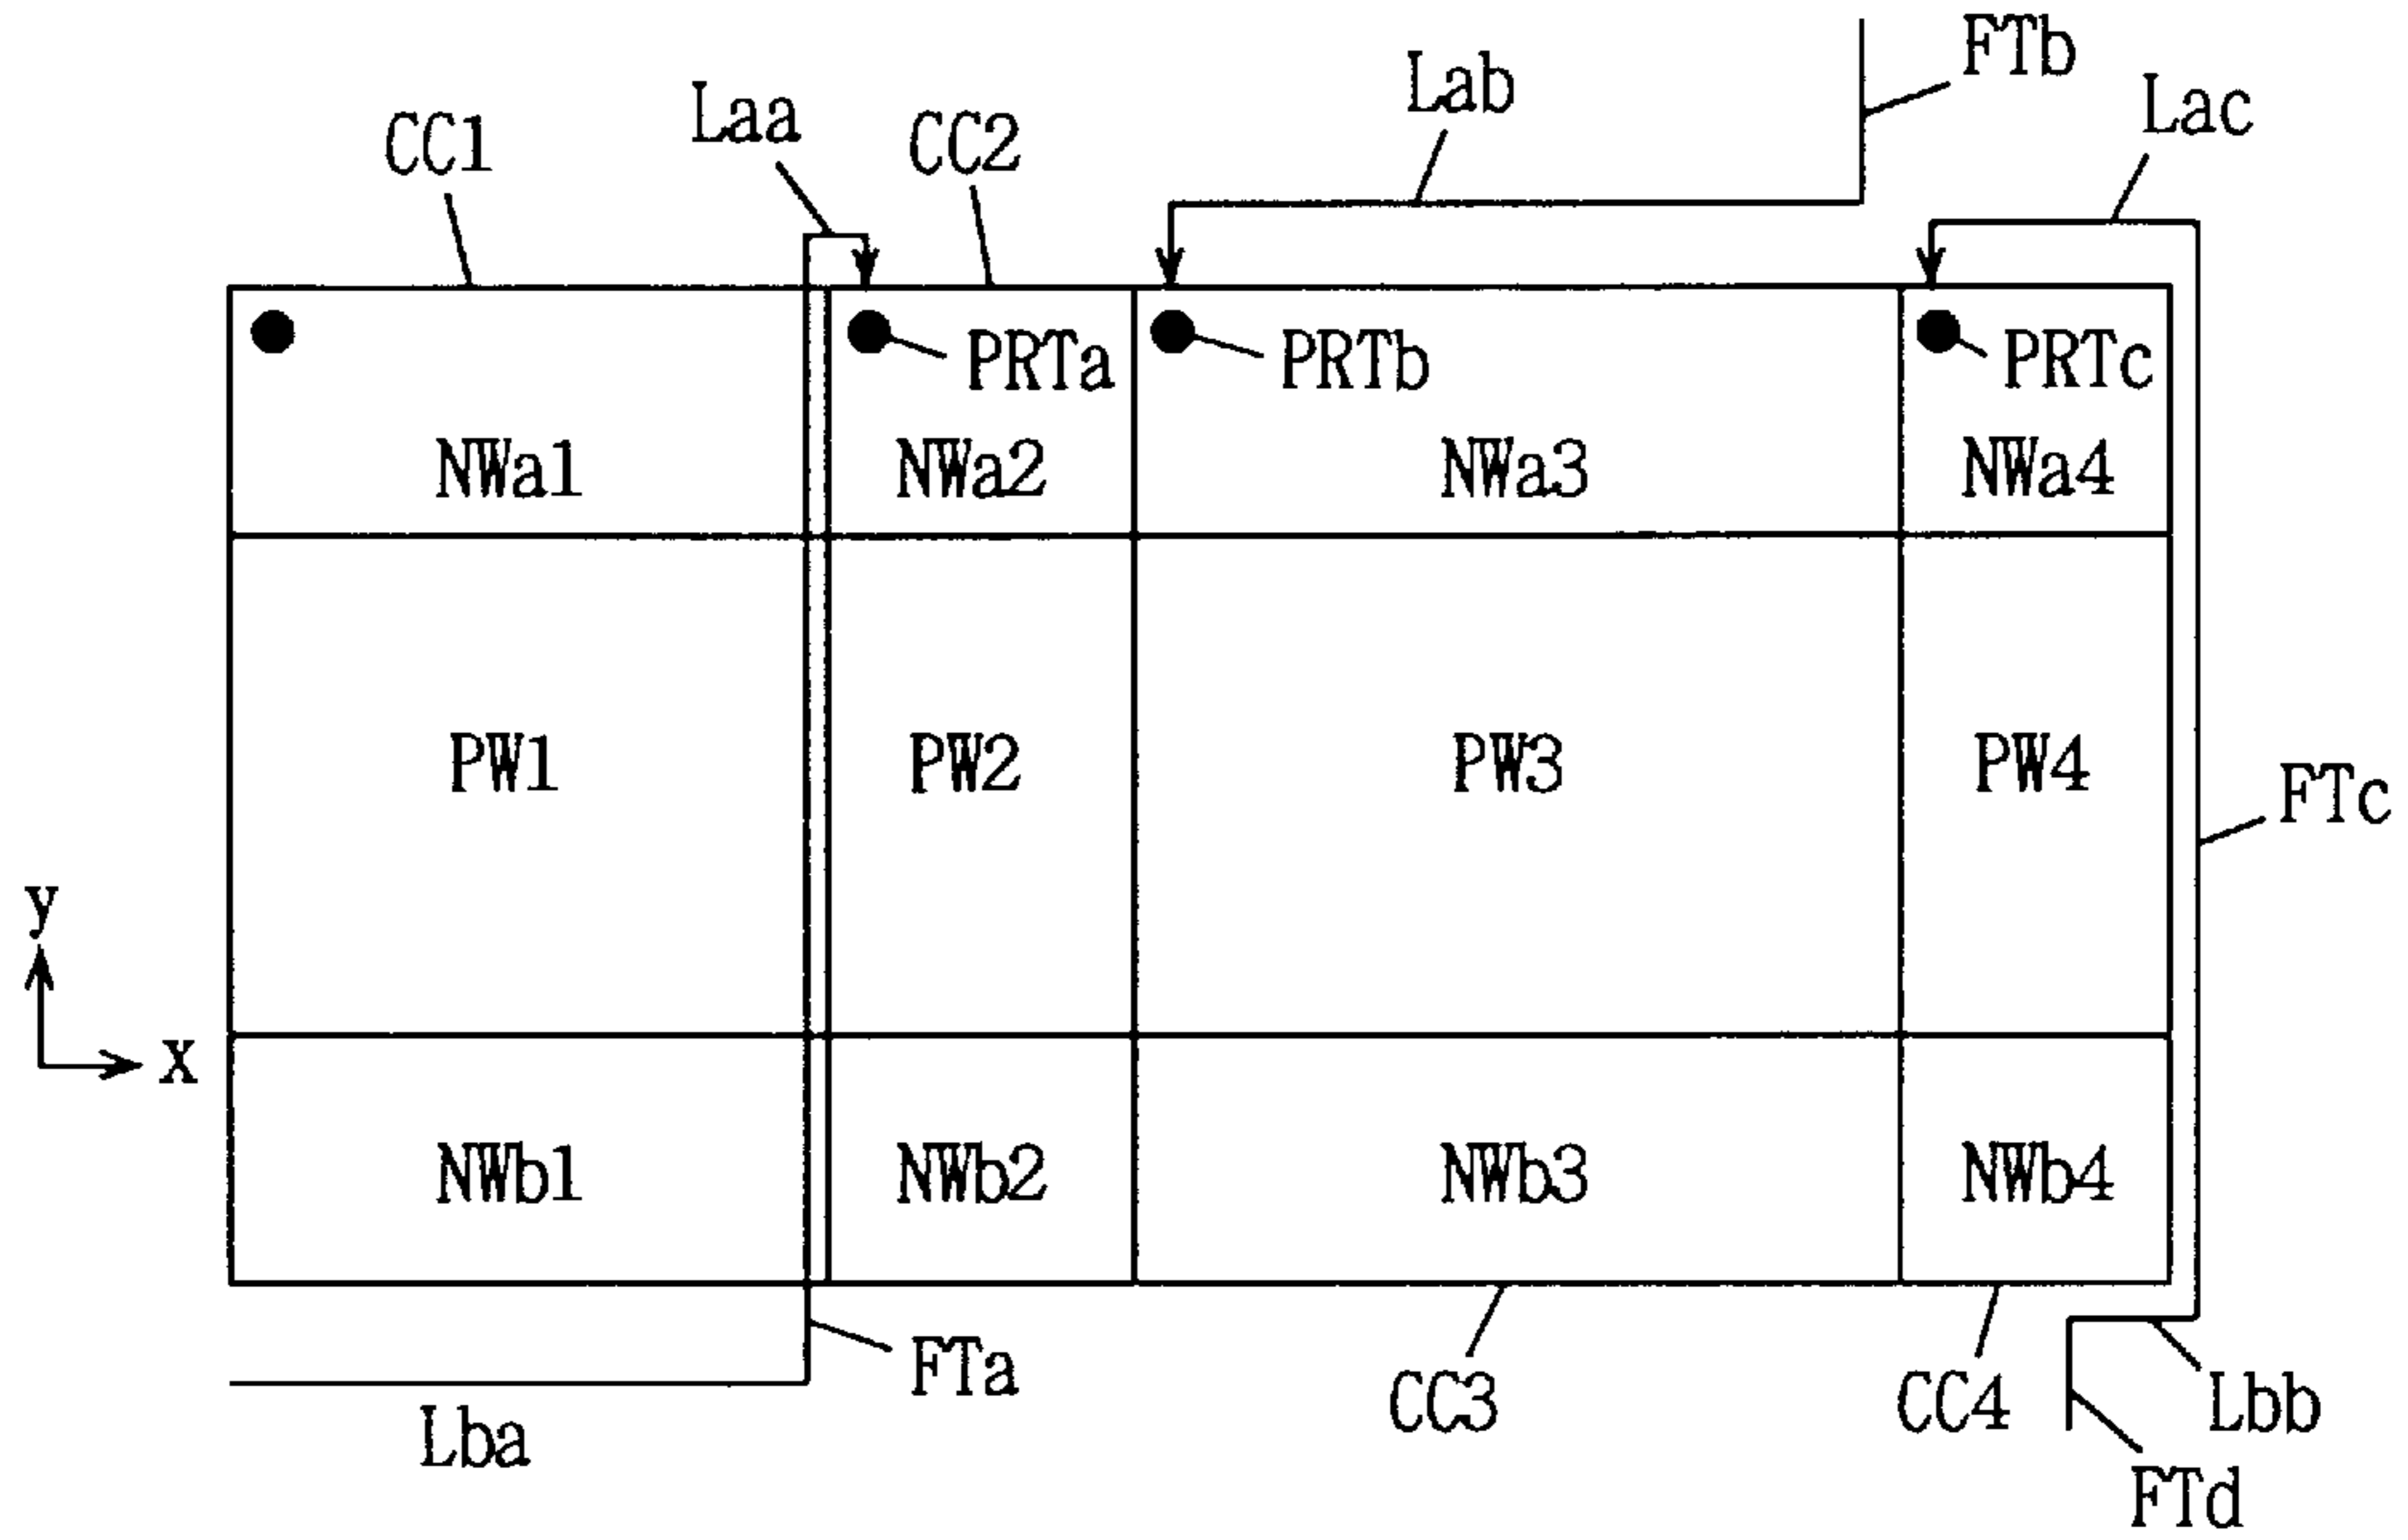 FTb
Lab
Lac
Laa
CC1
CC2
PRTa
PRTb
PRTc
NWa1
NWa2
NWa3
NWa4
PW1
PW2
PW3
PW4
FTc
y
x
NWb1
NWb2
NWb3
NWb4
FTa
CC3
CC4
Lbb
Lba
FTd